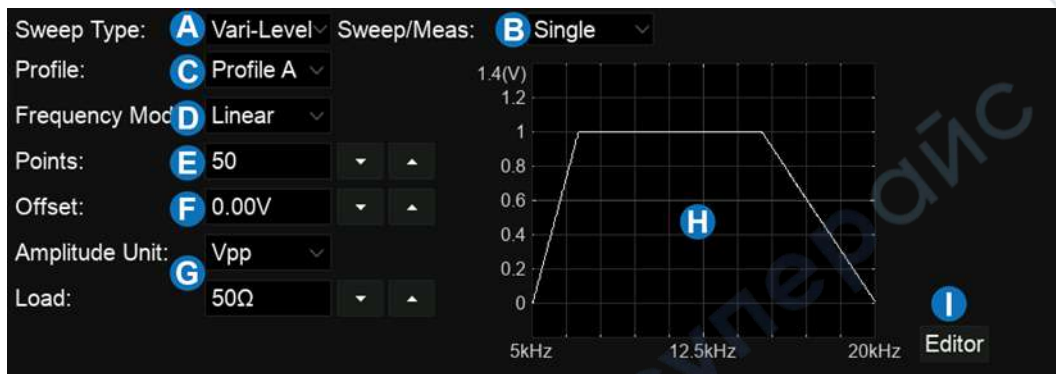 Sweep Type: A Vari-Level Sweep/Meas: B Single
Profile: C Profile A
Frequency Mod D Linear
Points: E 50
Offset: F 0.00V
Amplitude Unit: Vpp
G
Load: 50Ω
1.4(V)
1.2
1
0.8
0.6
0.4
0.2
0
H
5kHz 12.5kHz 20kHz
I
Editor